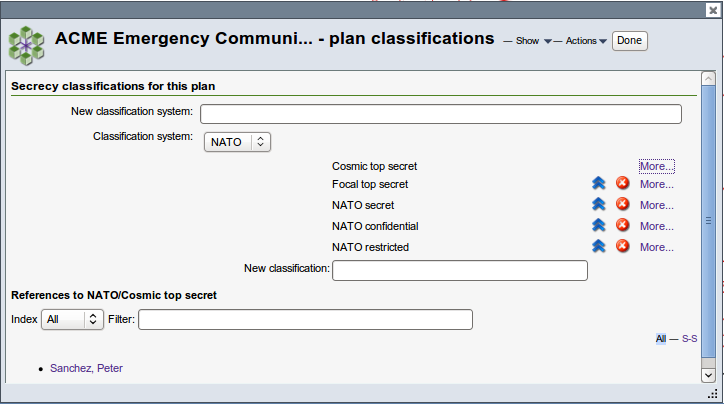 ACME Emergency Communi... - plan classifications — Show — Actions Done
Secrecy classifications for this plan
New classification system:
Classification system: NATO
Cosmic top secret More...
Focal top secret More...
NATO secret More...
NATO confidential More...
NATO restricted More...
New classification:
References to NATO/Cosmic top secret
Index All Filter:
All — S-S
• Sanchez, Peter